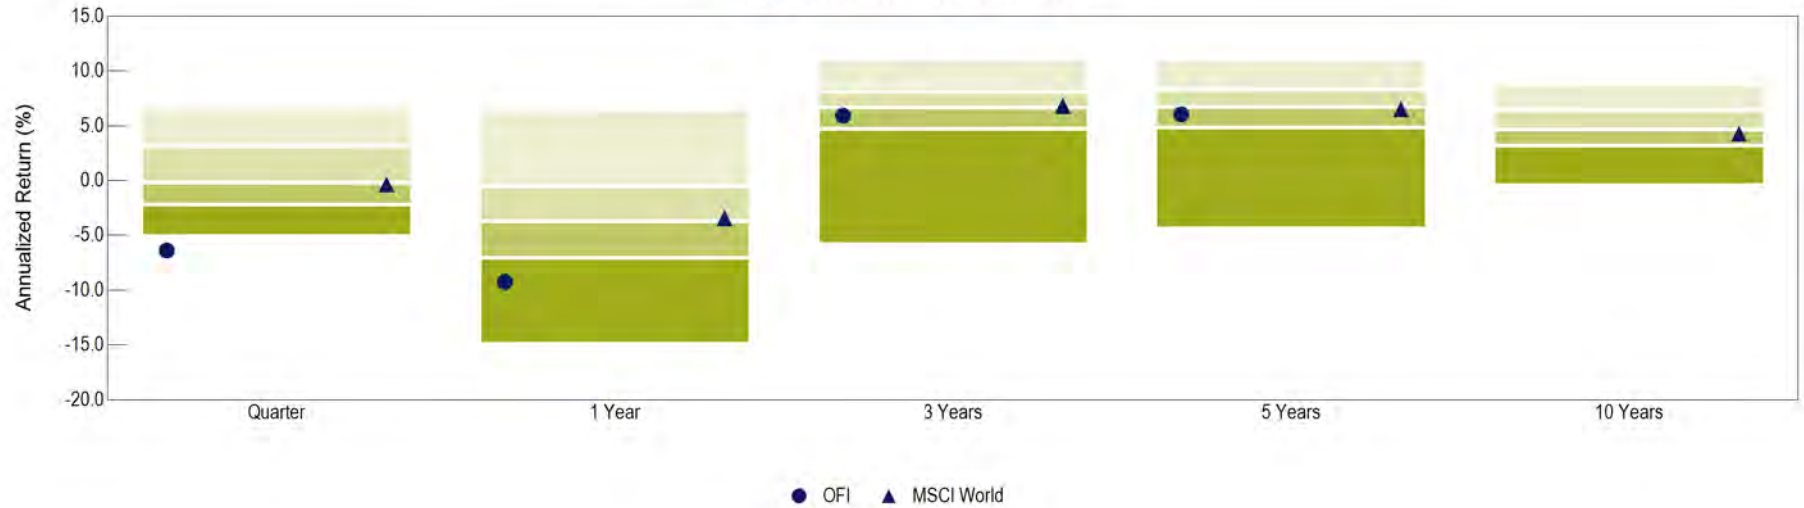 Annualized Return (%)
15.0
10.0
5.0
0.0
-5.0
-10.0
-15.0
-20.0
Quarter 1 Year 3 Years 5 Years 10 Years
OFI MSCI World